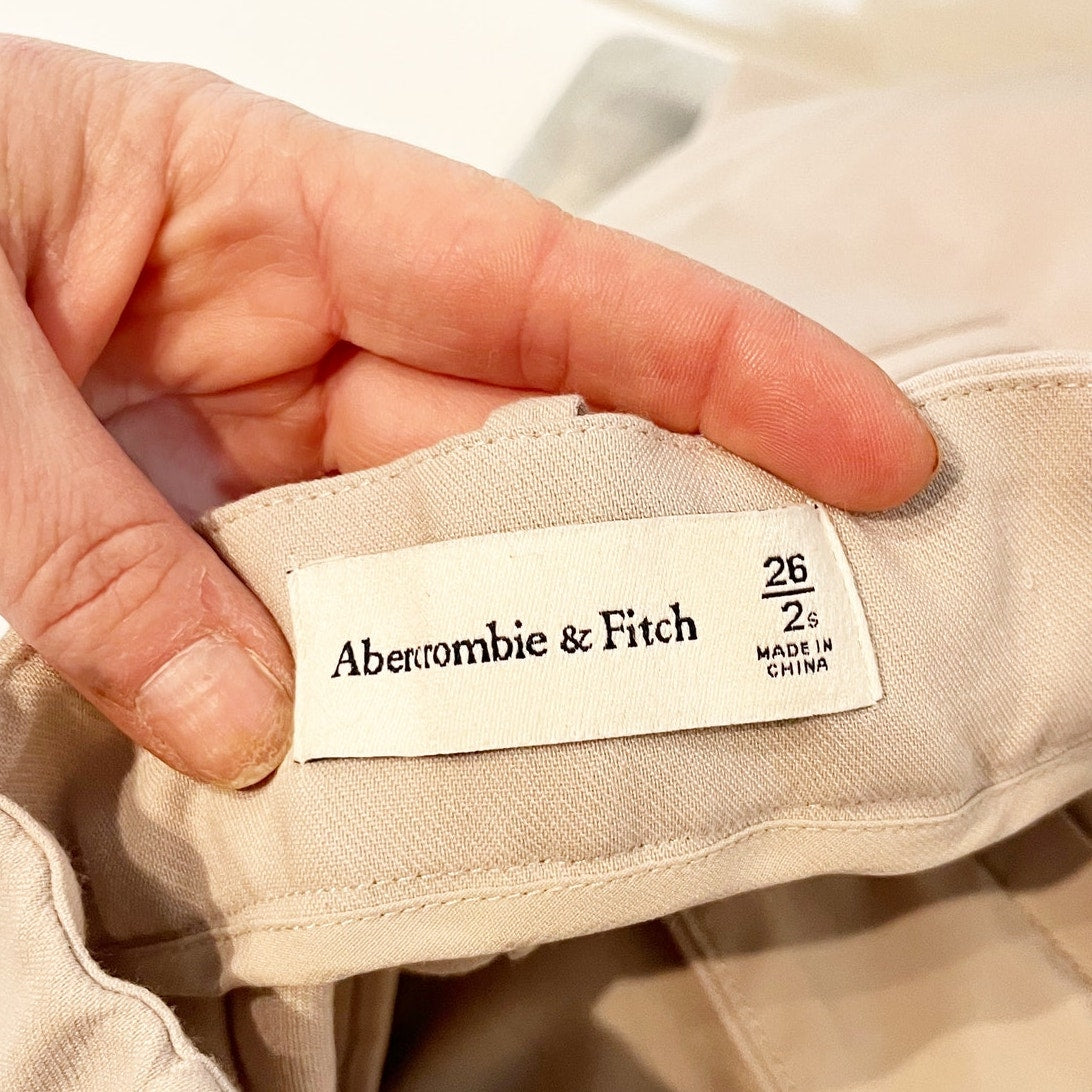 Abercrombie & Fitch
26
2s
MADE IN
CHINA